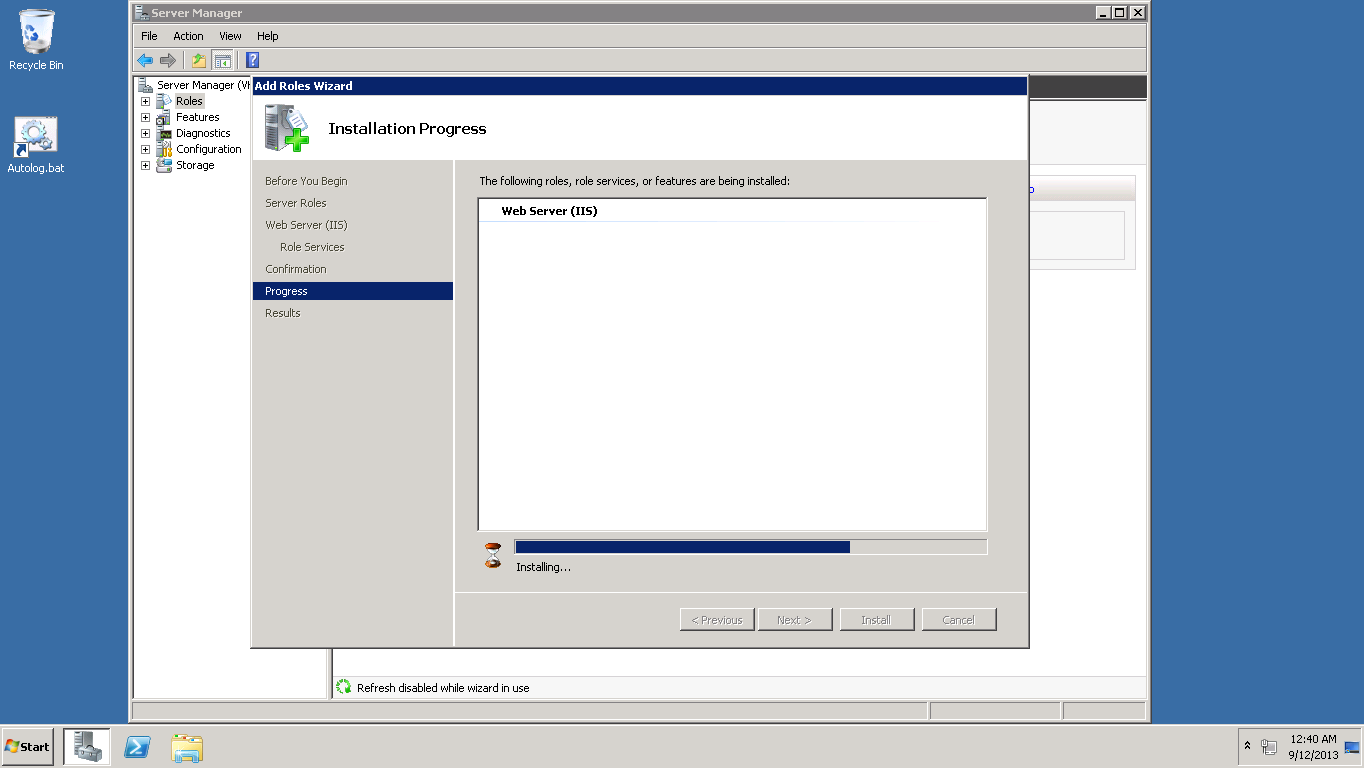 Recycle Bin
Autolog.bat
Server Manager
File Action View Help
Server Manager (V
Roles
Features
Diagnostics
Configuration
Storage
Add Roles Wizard
Installation Progress
Before You Begin
Server Roles
Web Server (IIS)
Role Services
Confirmation
Progress
Results
The following roles, role services, or features are being installed:
Web Server (IIS)
Installing...
< Previous
Next >
Install
Cancel
Refresh disabled while wizard in use
Start
12:40 AM
9/12/2013